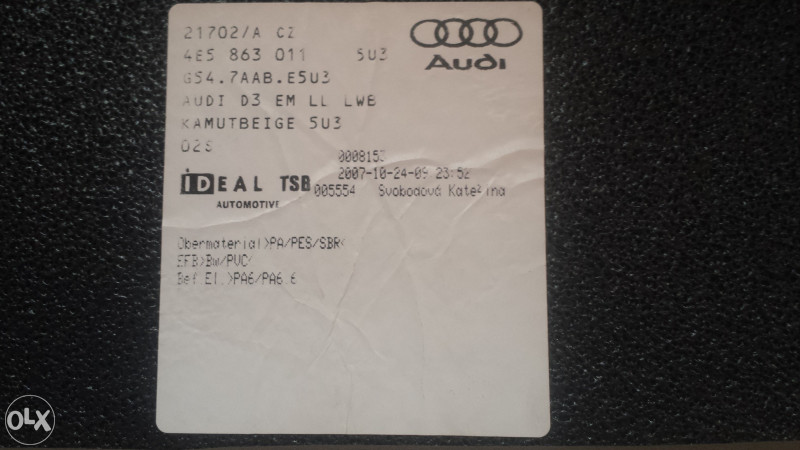 21702/A CZ
4E5 863 011 5U3
GS4.7AAB.E5U3
AUDI D3 EM LL LWB
KAMUTBEIGE 5U3
02S
Audi
0008153
2007-10-24-09 23:52
IDEAL TSB
AUTOMOTIVE
005554 Svobodová Kateřina
Obermaterial>PA/PES/SBR<
EFB>BW/PVC<
Bef.El.>PA6/PA6.6
OLX